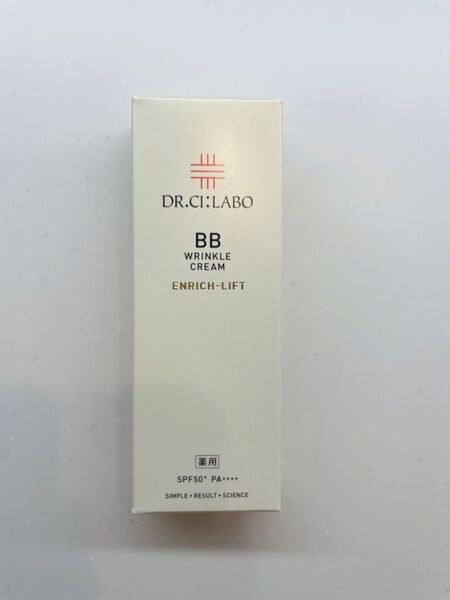 DR.CI:LABO
BB
WRINKLE
CREAM
ENRICH-LIFT
薬用
SPF50+ PA++++
SIMPLE+RESULT+SCIENCE